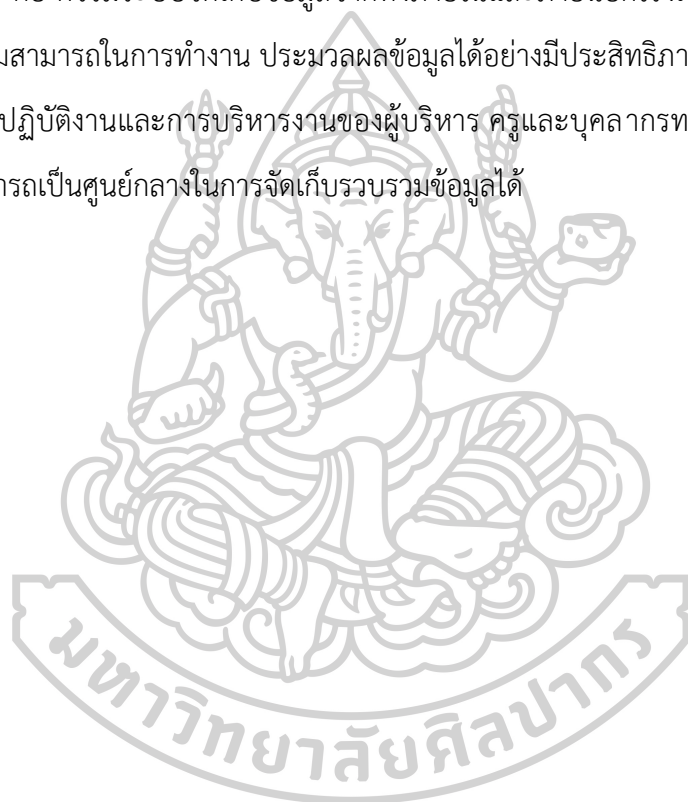 มสามารถในการทำงาน ประมวลผลข้อมูลได้อย่างมีประสิทธิภา
ปฏิบัติงานและการบริหารงานของผู้บริหาร ครูและบุคลากรท
ารถเป็นศูนย์กลางในการจัดเก็บรวบรวมข้อมูลได้
มหาวิทยาลัยศิลปากร